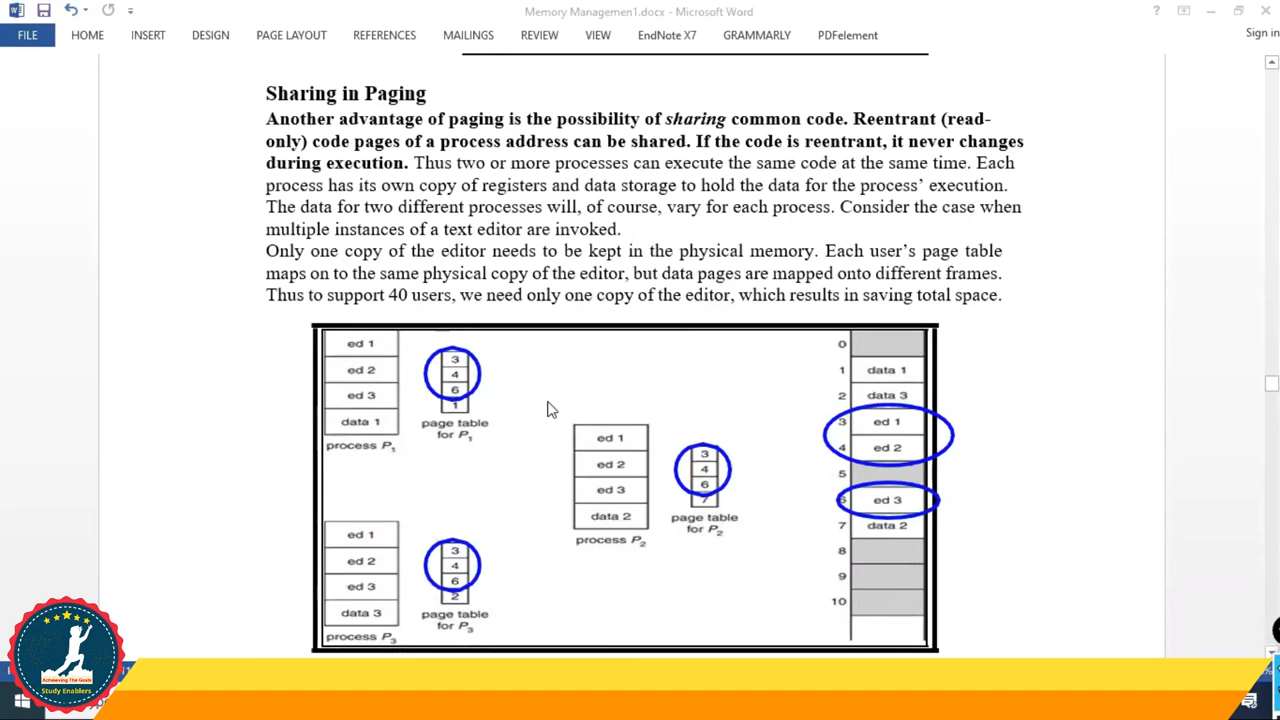 Memory Managemen1.docx - Microsoft Word
?
FILE HOME INSERT DESIGN PAGE LAYOUT REFERENCES MAILINGS REVIEW VIEW EndNote X7 GRAMMARLY PDFelement
Sign in
Sharing in Paging
Another advantage of paging is the possibility of sharing common code. Reentrant (read-
only) code pages of a process address can be shared. If the code is reentrant, it never changes
during execution. Thus two or more processes can execute the same code at the same time. Each
process has its own copy of registers and data storage to hold the data for the process’ execution.
The data for two different processes will, of course, vary for each process. Consider the case when
multiple instances of a text editor are invoked.
Only one copy of the editor needs to be kept in the physical memory. Each user’s page table
maps on to the same physical copy of the editor, but data pages are mapped onto different frames.
Thus to support 40 users, we need only one copy of the editor, which results in saving total space.
ed 1
ed 2
ed 3
data 1
process P1
3
4
6
1
page table
for P1
ed 1
ed 2
ed 3
data 2
process P2
3
4
6
7
page table
for P2
ed 1
ed 2
ed 3
data 3
process P3
3
4
6
2
page table
for P3
0
1 data 1
2 data 3
3 ed 1
4 ed 2
5
6 ed 3
7 data 2
8
9
10
Achieveing The Goals
Study Enablers